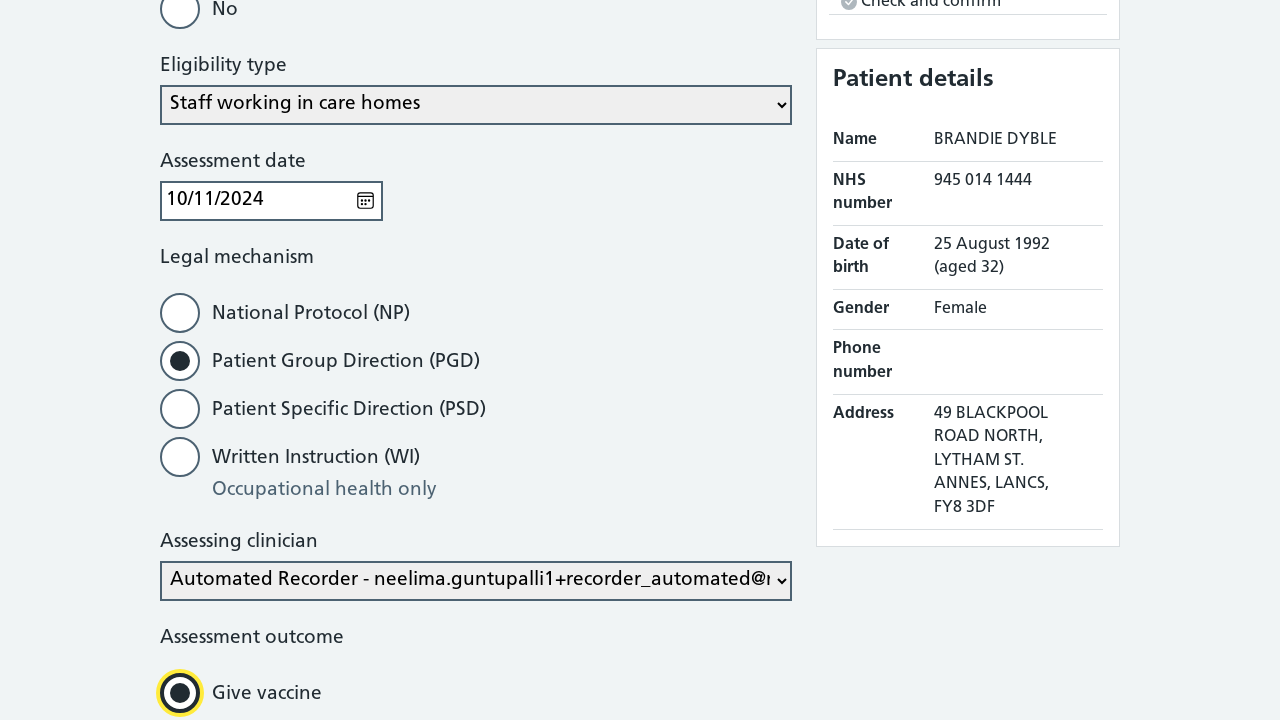 No
Eligibility type
Staff working in care homes
Assessment date
10/11/2024
Legal mechanism
National Protocol (NP)
Patient Group Direction (PGD)
Patient Specific Direction (PSD)
Written Instruction (WI)
Occupational health only
Assessing clinician
Automated Recorder - neelima.guntupalli1+recorder_automated@
Assessment outcome
Give vaccine
Check and confirm
Patient details
Name BRANDIE DYBLE
NHS number 945 014 1444
Date of birth 25 August 1992 (aged 32)
Gender Female
Phone number
Address 49 BLACKPOOL
ROAD NORTH,
LYTHAM ST.
ANNES, LANCS,
FY8 3DF